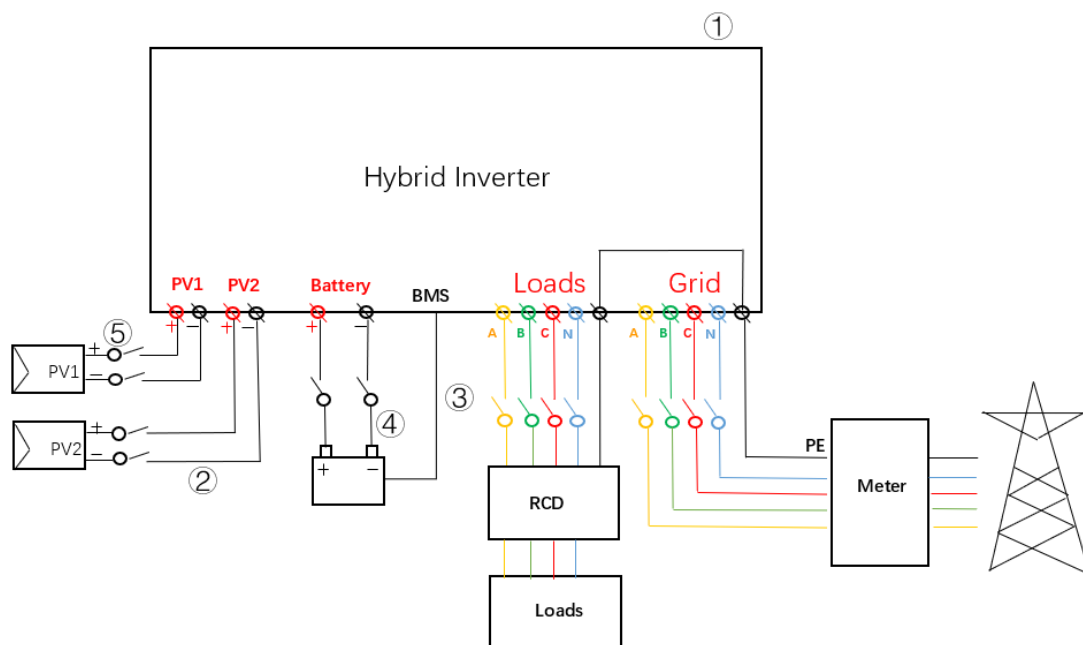 ①
Hybrid Inverter
PV1 PV2 Battery BMS Loads Grid
+ − + − + − A B C N A B C N
⑤
+
PV1
−
③
④
+
PV2
−
②
+ −
PE
RCD
Meter
Loads